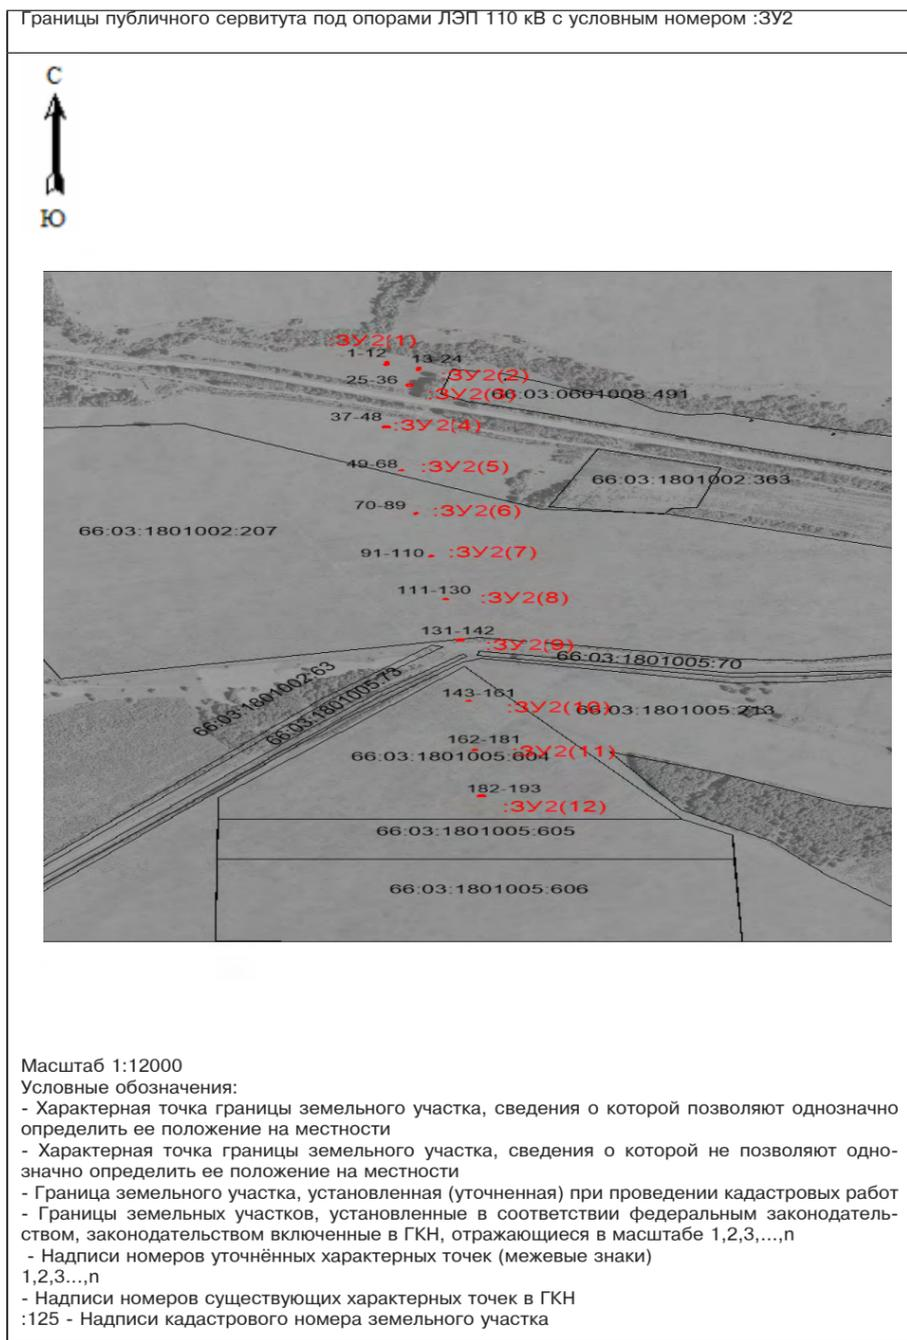 Границы публичного сервитута под опорами ЛЭП 110 кВ с условным номером :ЗУ2
С
Ю
:ЗУ2(1)
1-12
13-24
:ЗУ2(2)
25-36
66:03:0601008:491
37-48
:ЗУ2(4)
49-68
:ЗУ2(5)
66:03:1801002:363
70-89
:ЗУ2(6)
66:03:1801002:207
91-110
:ЗУ2(7)
111-130
:ЗУ2(8)
131-142
:ЗУ2(9)
66:03:1801005:70
66:03:1801002:63
66:03:1801005:73
143-161
:ЗУ2(10)
66:03:1801005:213
162-181
:ЗУ2(11)
66:03:1801005:604
182-193
:ЗУ2(12)
66:03:1801005:605
66:03:1801005:606
Масштаб 1:12000
Условные обозначения:
- Характерная точка границы земельного участка, сведения о которой позволяют однозначно
определить ее положение на местности
- Характерная точка границы земельного участка, сведения о которой не позволяют одно-
значно определить ее положение на местности
- Граница земельного участка, установленная (уточненная) при проведении кадастровых работ
- Границы земельных участков, установленные в соответствии федеральным законодатель-
ством, законодательством включенные в ГКН, отражающиеся в масштабе 1,2,3,...,n
- Надписи номеров уточнённых характерных точек (межевые знаки)
1,2,3...,n
- Надписи номеров существующих характерных точек в ГКН
:125 - Надписи кадастрового номера земельного участка